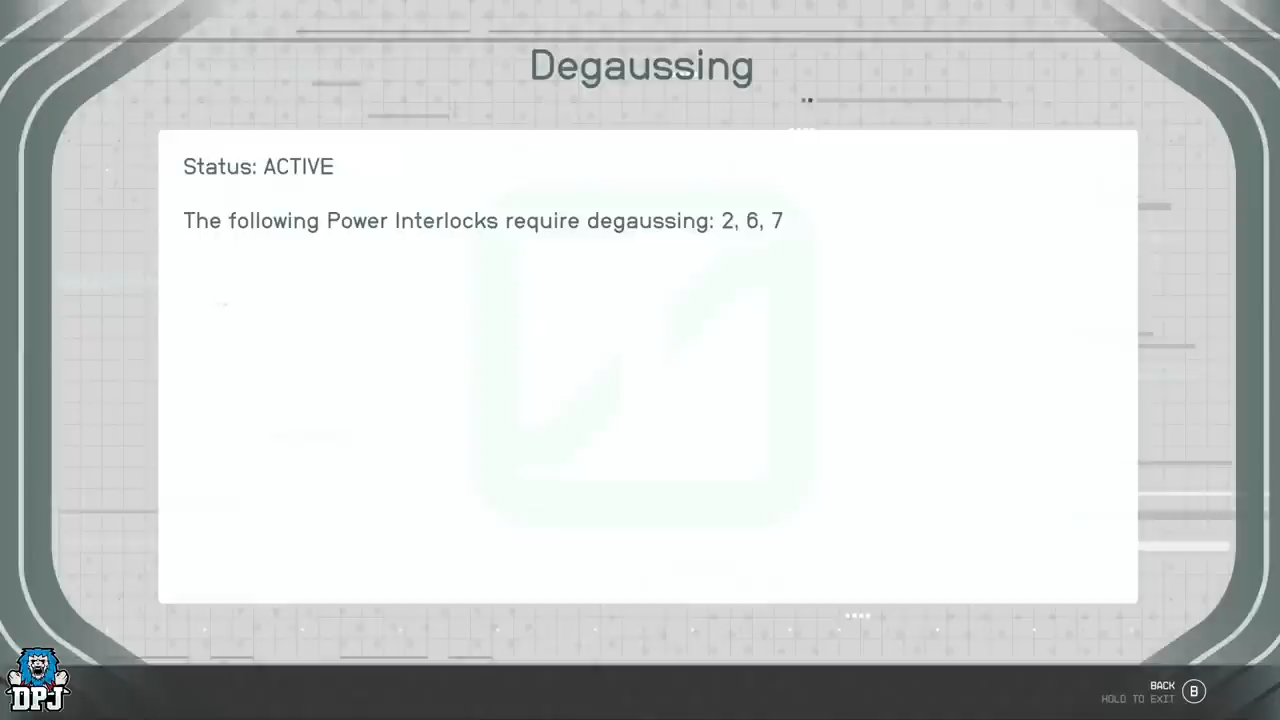 Degaussing
Status: ACTIVE
The following Power Interlocks require degaussing: 2, 6, 7
BACK
HOLD TO EXIT
B
DPJ